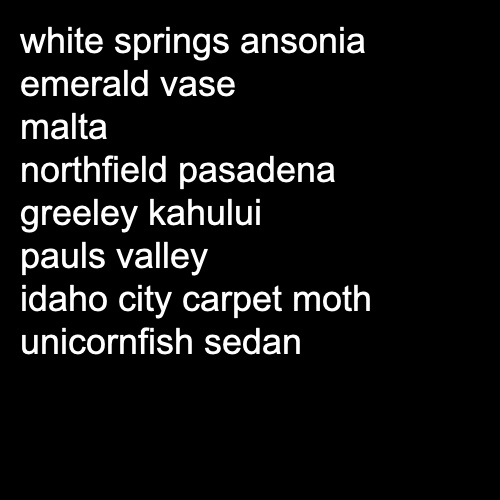 white springs ansonia
emerald vase
malta
northfield pasadena
greeley kahului
pauls valley
idaho city carpet moth
unicornfish sedan